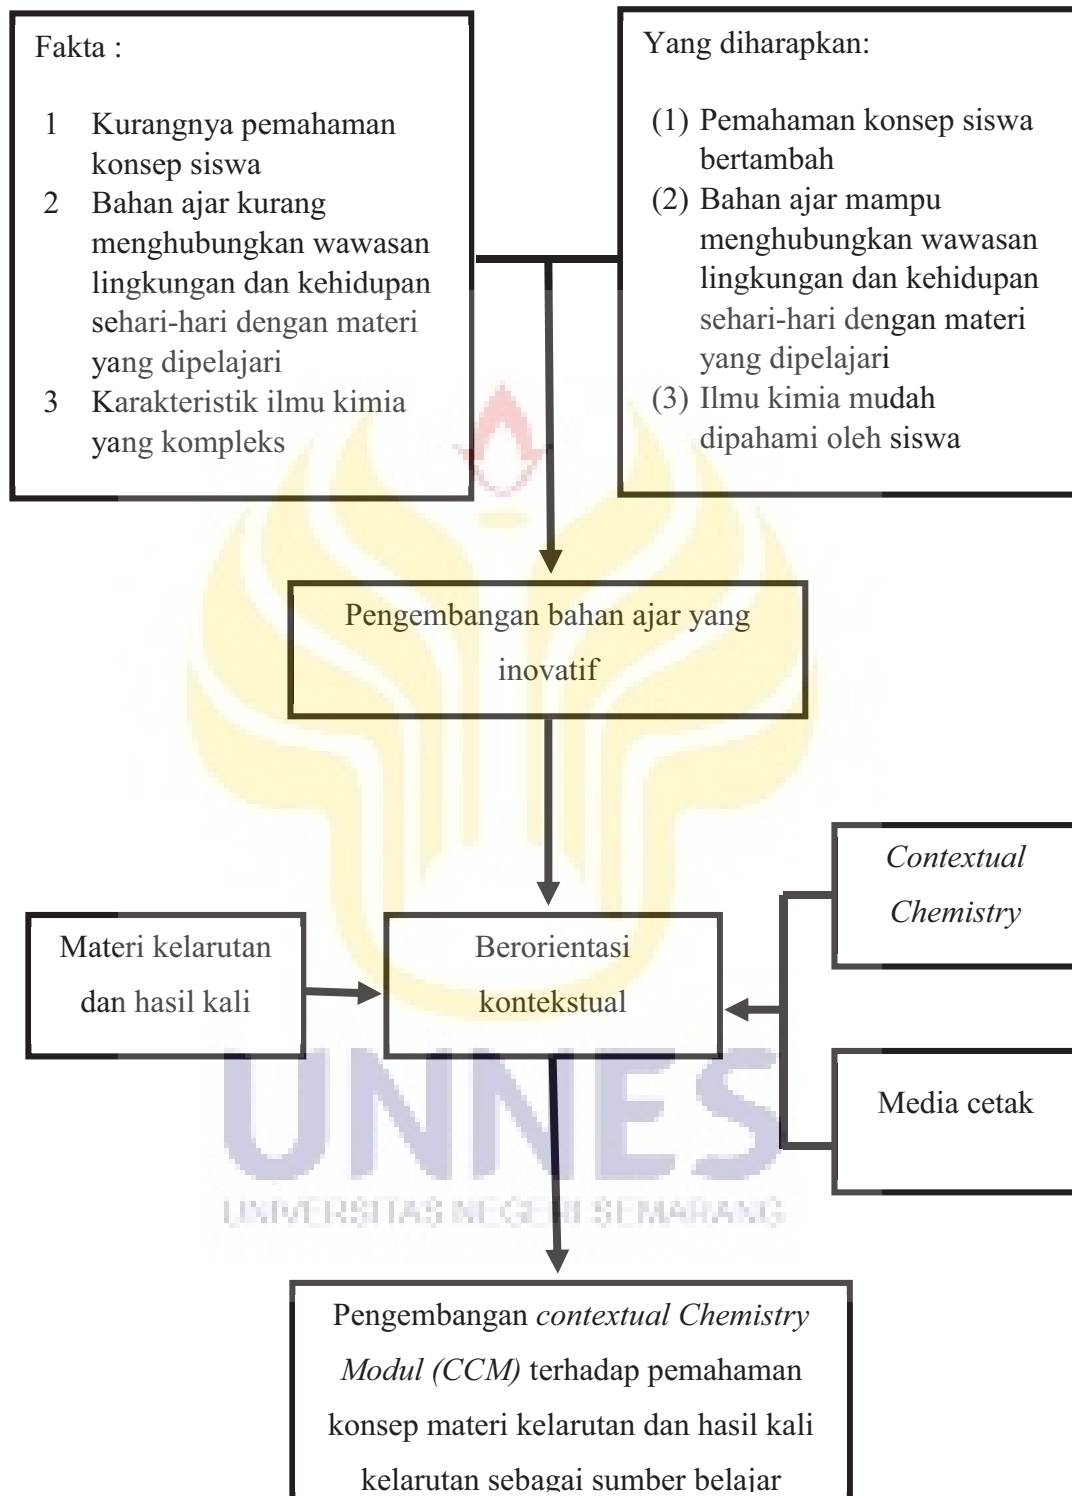 Fakta :
1 Kurangnya pemahaman
konsep siswa
2 Bahan ajar kurang
menghubungkan wawasan
lingkungan dan kehidupan
sehari-hari dengan materi
yang dipelajari
3 Karakteristik ilmu kimia
yang kompleks
Yang diharapkan:
(1) Pemahaman konsep siswa
bertambah
(2) Bahan ajar mampu
menghubungkan wawasan
lingkungan dan kehidupan
sehari-hari dengan materi
yang dipelajari
(3) Ilmu kimia mudah
dipahami oleh siswa
Pengembangan bahan ajar yang
inovatif
Contextual
Chemistry
Materi kelarutan
dan hasil kali
Berorientasi
kontekstual
Media cetak
UNNES
UNIVERSITAS NEGERI SEMARANG
Pengembangan contextual Chemistry
Modul (CCM) terhadap pemahaman
konsep materi kelarutan dan hasil kali
kelarutan sebagai sumber belajar